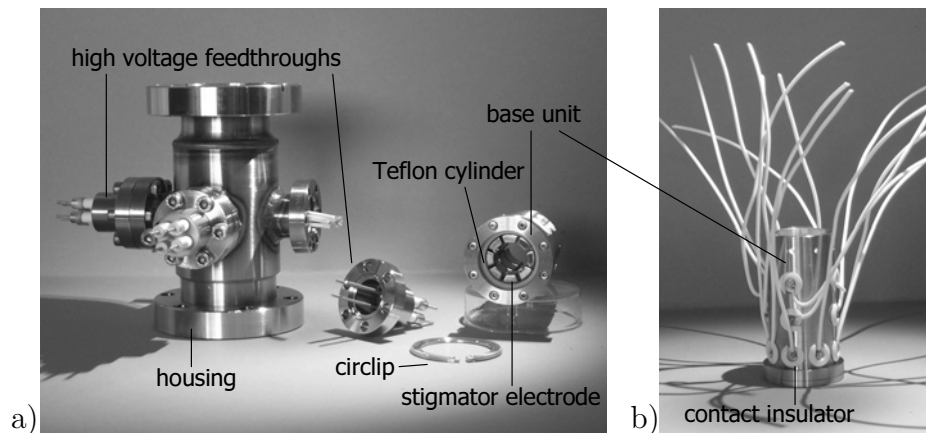 high voltage feedthroughs
base unit
Teflon cylinder
housing
circlip
stigmator electrode
contact insulator
a)
b)